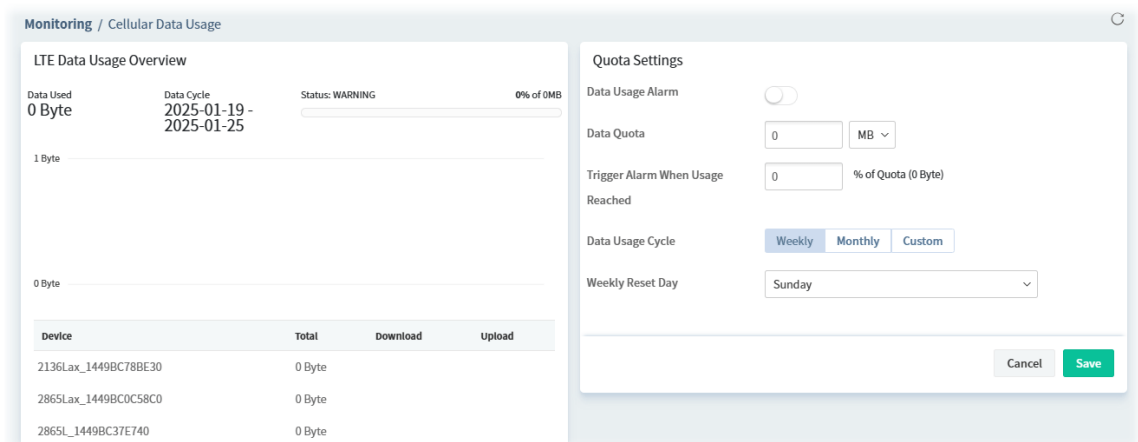 Monitoring / Cellular Data Usage
LTE Data Usage Overview
Data Used
0 Byte
Data Cycle
2025-01-19 -
2025-01-25
Status: WARNING
0% of 0MB
1 Byte
0 Byte
Device Total Download Upload
2136Lax_1449BC78BE30 0 Byte
2865Lax_1449BC0C58C0 0 Byte
2865L_1449BC37E740 0 Byte
Quota Settings
Data Usage Alarm
Data Quota 0 MB
Trigger Alarm When Usage
Reached
0 % of Quota (0 Byte)
Data Usage Cycle Weekly Monthly Custom
Weekly Reset Day Sunday
Cancel Save